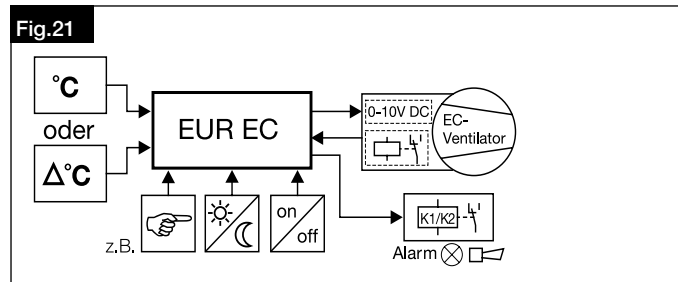 Fig.21
°C
oder
Δ°C
EUR EC
0-10V DC
EC-
Ventilator
z.B.
on
off
K1/K2
Alarm